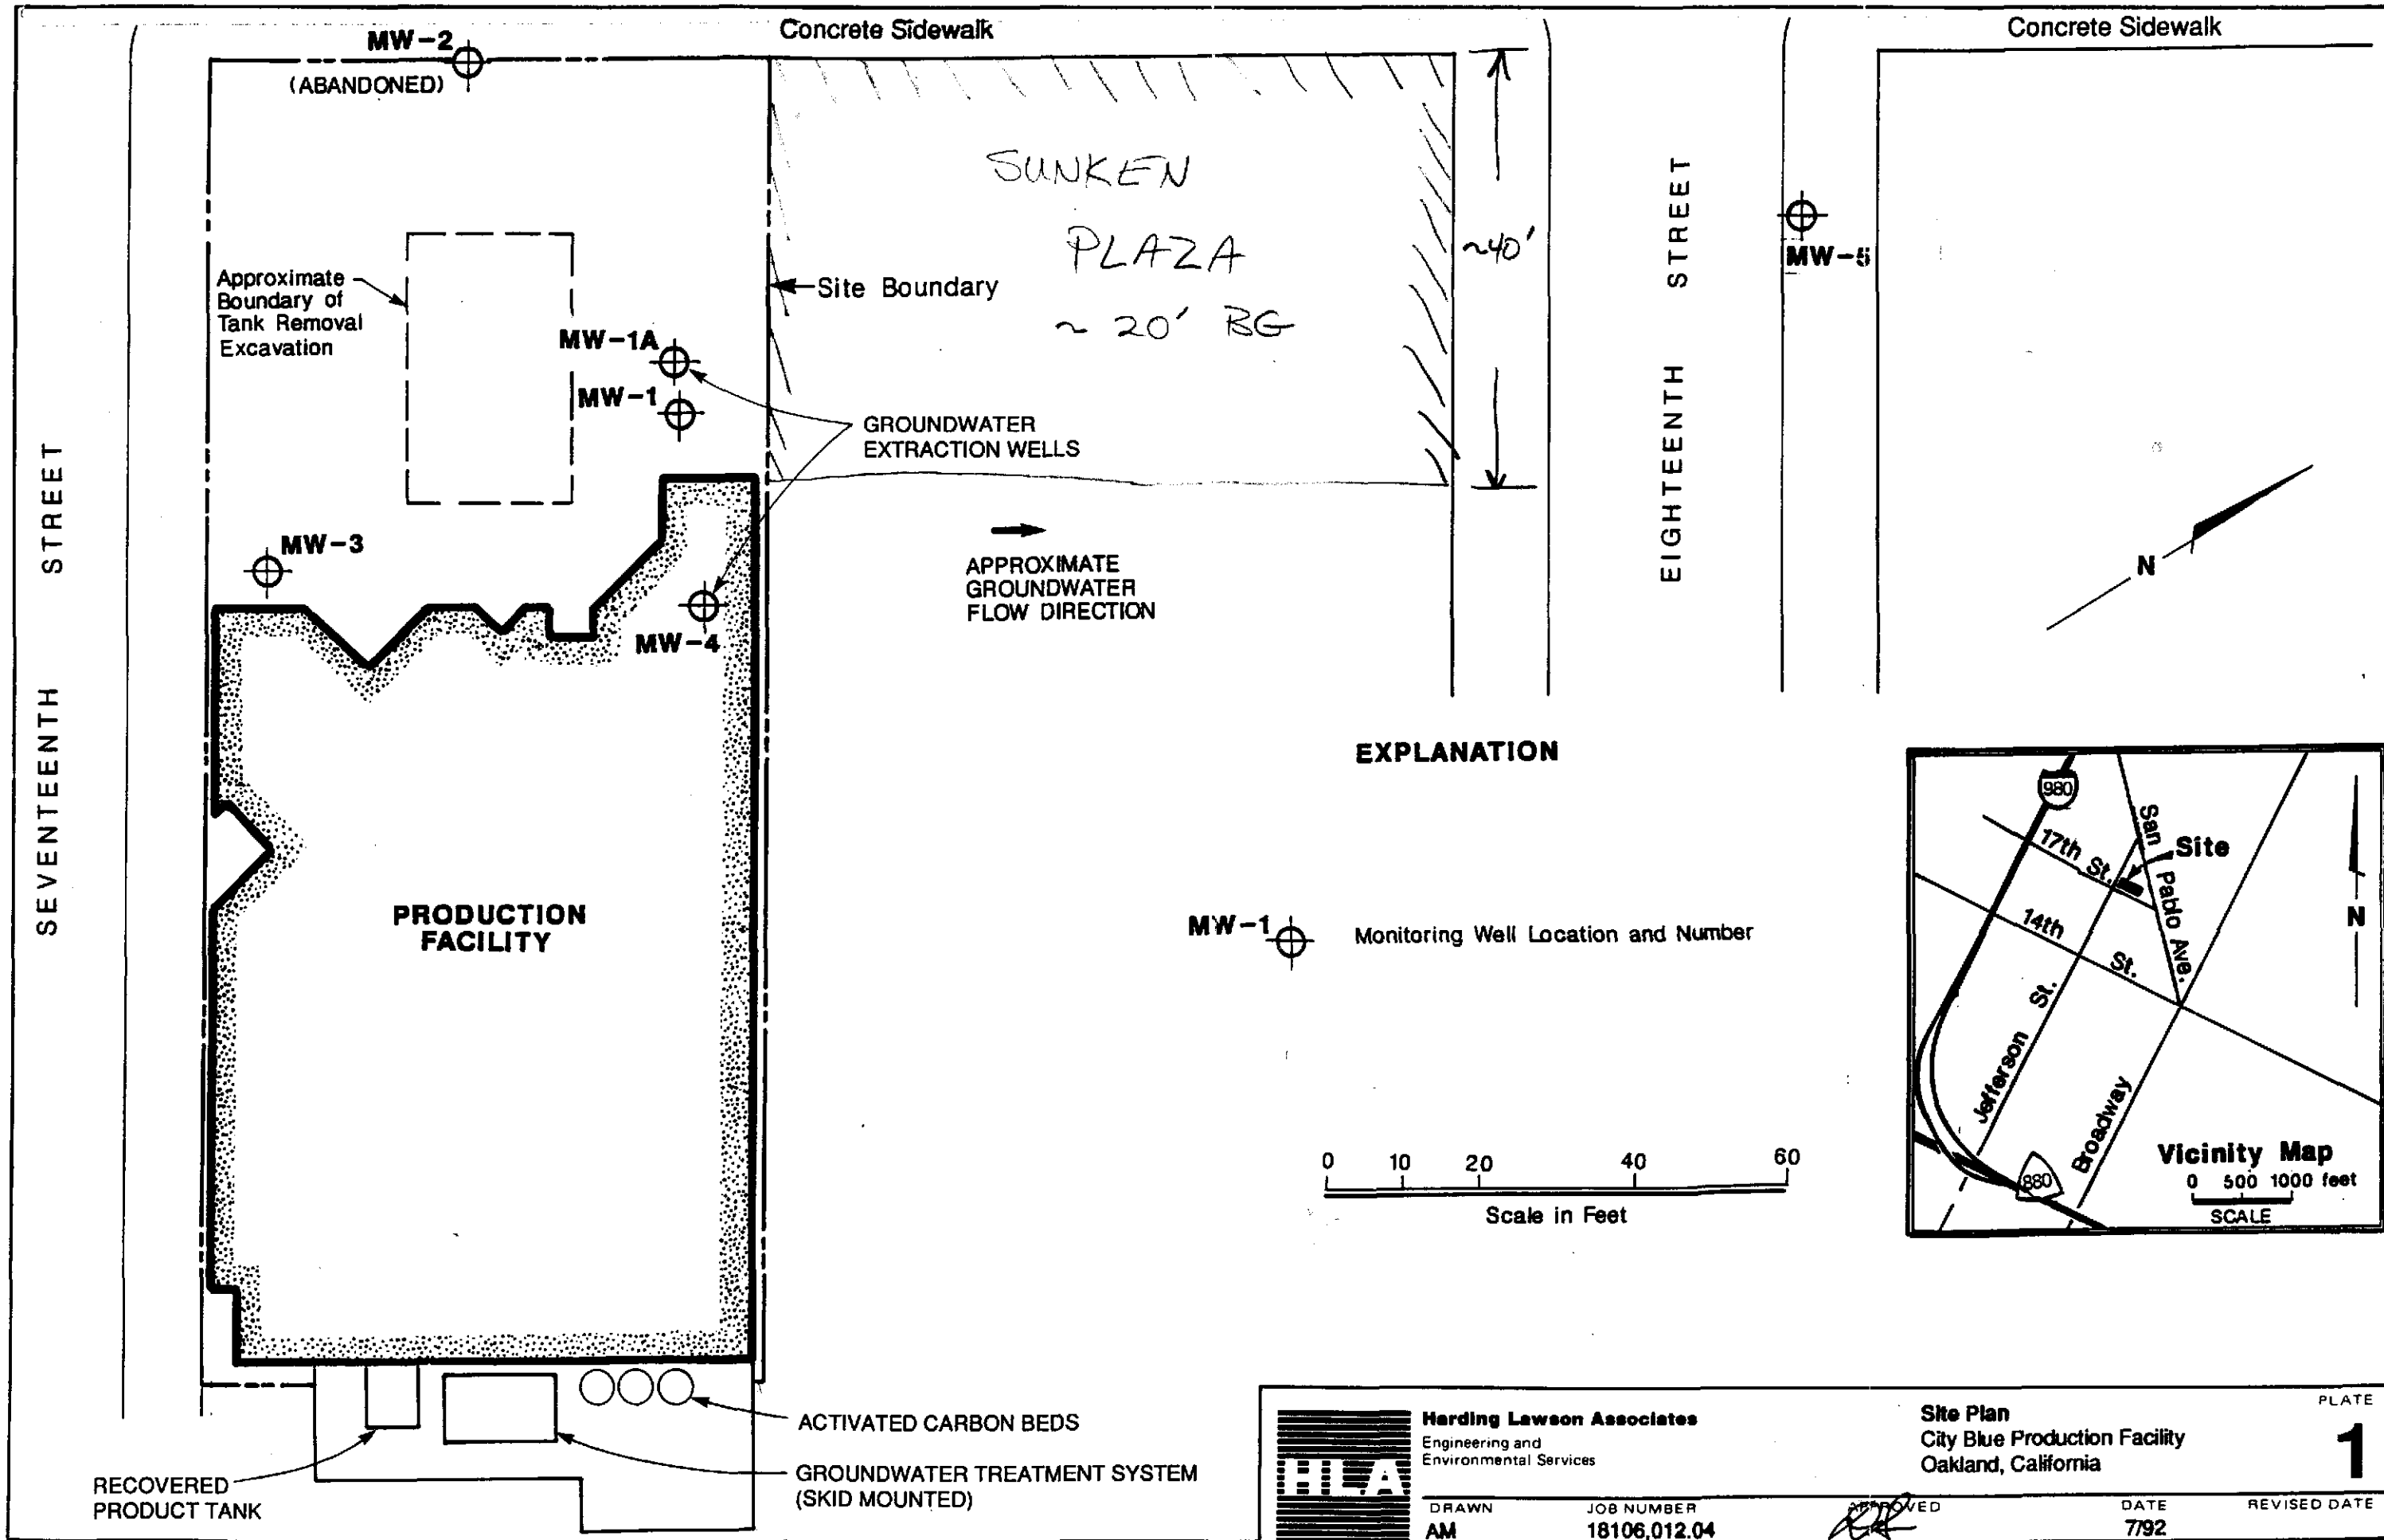 Concrete Sidewalk
Concrete Sidewalk
MW-2
(ABANDONED)
SUNKEN
PLAZA
~ 20' BG
~40'
EIGHTEENTH STREET
MW-5
Approximate
Boundary of
Tank Removal
Excavation
Site Boundary
MW-1A
MW-1
GROUNDWATER
EXTRACTION WELLS
SEVENTEENTH STREET
MW-3
MW-4
APPROXIMATE
GROUNDWATER
FLOW DIRECTION
N
PRODUCTION
FACILITY
EXPLANATION
MW-1
Monitoring Well Location and Number
0 10 20 40 60
Scale in Feet
980
17th St.
San Pablo Ave.
Site
14th St.
Jefferson St.
Broadway
N
880
Vicinity Map
0 500 1000 feet
SCALE
ACTIVATED CARBON BEDS
GROUNDWATER TREATMENT SYSTEM
(SKID MOUNTED)
RECOVERED
PRODUCT TANK
HLA
Harding Lawson Associates
Engineering and
Environmental Services
Site Plan
City Blue Production Facility
Oakland, California
PLATE
1
DRAWN
AM
JOB NUMBER
18106,012.04
APPROVED
DATE
7/92
REVISED DATE